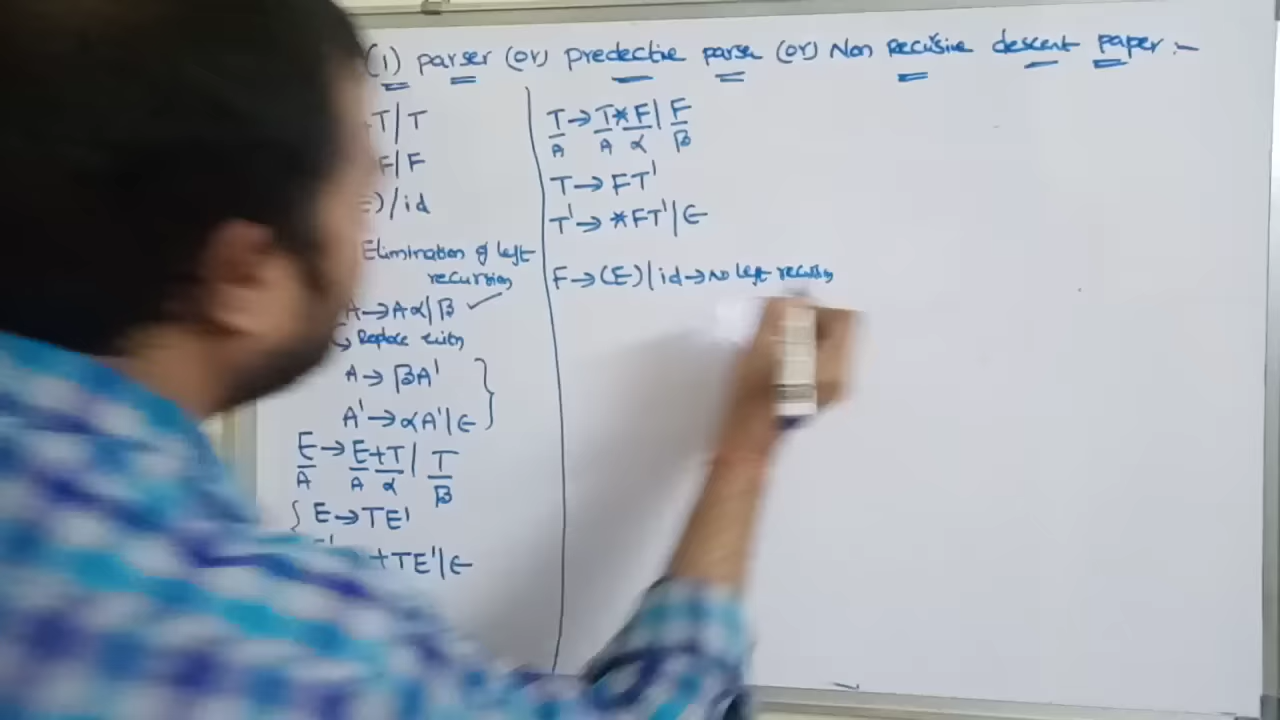 (1) parser (or) predective parser (or) Non Recursive descent paper :-
+T/T
F/F
E)/id
Elimination of left
recursion
A→Aα|β ✓
↳ Replace with
A→βA'
A'→αA'|ϵ
E→E+T|T
A A α β
E→TE'
+TE'|ϵ
T→T*F|F
A A α β
T→FT'
T'→*FT'|ϵ
F→(E)|id→no left recursion